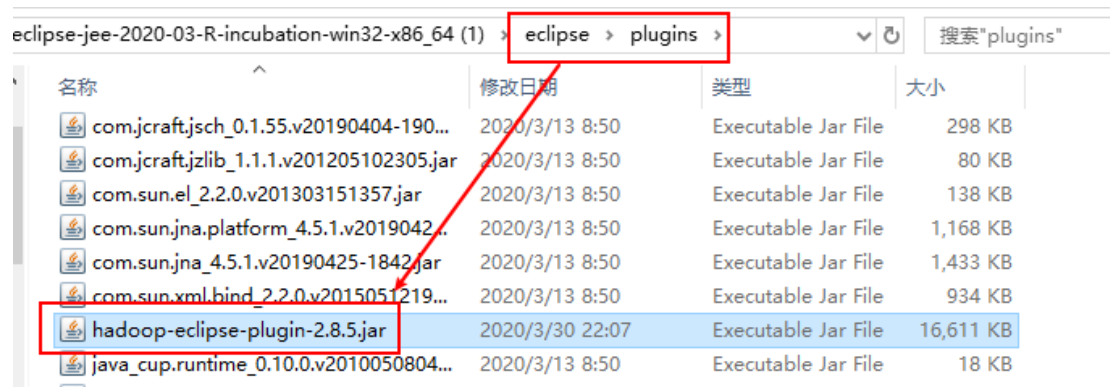 eclipse-jee-2020-03-R-incubation-win32-x86_64 (1) › eclipse › plugins › 搜索"plugins"
名称 修改日期 类型 大小
com.jcraft.jsch_0.1.55.v20190404-190... 2020/3/13 8:50 Executable Jar File 298 KB
com.jcraft.jzlib_1.1.1.v201205102305.jar 2020/3/13 8:50 Executable Jar File 80 KB
com.sun.el_2.2.0.v201303151357.jar 2020/3/13 8:50 Executable Jar File 138 KB
com.sun.jna.platform_4.5.1.v2019042... 2020/3/13 8:50 Executable Jar File 1,168 KB
com.sun.jna_4.5.1.v20190425-1842.jar 2020/3/13 8:50 Executable Jar File 1,433 KB
com.sun.xml.bind_2.2.0.v2015051219... 2020/3/13 8:50 Executable Jar File 934 KB
hadoop-eclipse-plugin-2.8.5.jar 2020/3/30 22:07 Executable Jar File 16,611 KB
java_cup.runtime_0.10.0.v2010050804... 2020/3/13 8:50 Executable Jar File 18 KB